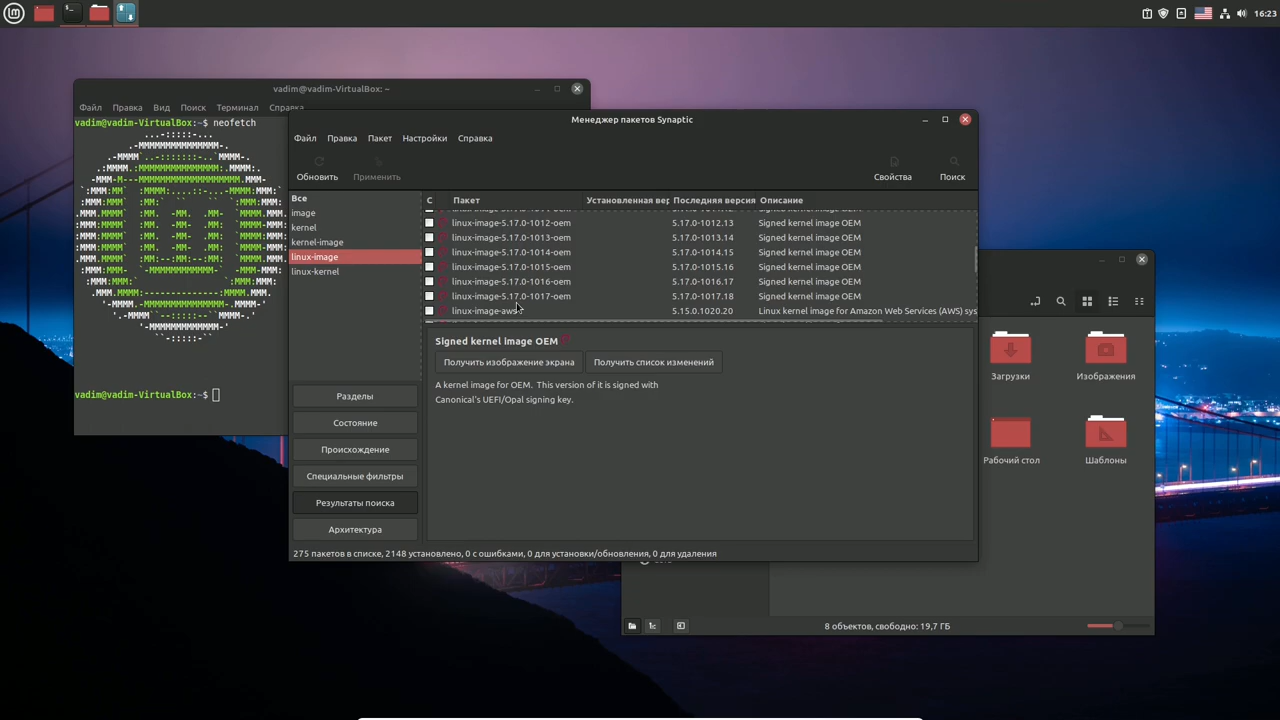 16:23
vadim@vadim-VirtualBox: ~
Файл Правка Вид Поиск Терминал Справка
vadim@vadim-VirtualBox:~$ neofetch
vadim@vadim-VirtualBox:~$
Менеджер пакетов Synaptic
Файл Правка Пакет Настройки Справка
Обновить Применить Свойства Поиск
Все
image
kernel
kernel-image
linux-image
linux-kernel
С Пакет Установленная вер Последняя версия Описание
linux-image-5.17.0-1012-oem 5.17.0-1012.13 Signed kernel image OEM
linux-image-5.17.0-1013-oem 5.17.0-1013.14 Signed kernel image OEM
linux-image-5.17.0-1014-oem 5.17.0-1014.15 Signed kernel image OEM
linux-image-5.17.0-1015-oem 5.17.0-1015.16 Signed kernel image OEM
linux-image-5.17.0-1016-oem 5.17.0-1016.17 Signed kernel image OEM
linux-image-5.17.0-1017-oem 5.17.0-1017.18 Signed kernel image OEM
linux-image-aws 5.15.0.1020.20 Linux kernel image for Amazon Web Services (AWS) sys
Signed kernel image OEM
Получить изображение экрана Получить список изменений
A kernel image for OEM. This version of it is signed with
Canonical's UEFI/Opal signing key.
Разделы
Состояние
Происхождение
Специальные фильтры
Результаты поиска
Архитектура
275 пакетов в списке, 2148 установлено, 0 с ошибками, 0 для установки/обновления, 0 для удаления
Загрузки Изображения
Рабочий стол Шаблоны
8 объектов, свободно: 19,7 ГБ